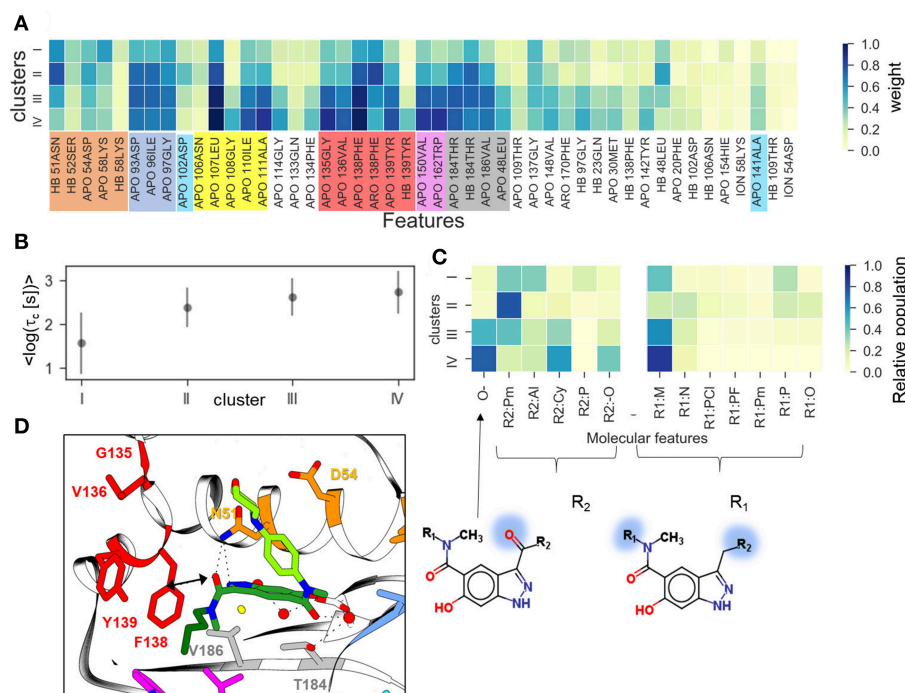 A
clusters
I
II
III
IV
HB 51ASN
HB 52SER
APO 54ASP
APO 58LYS
HB 58LYS
APO 93ASP
APO 96ILE
APO 97GLY
APO 102ASP
APO 106ASN
APO 107LEU
APO 108GLY
APO 110ILE
APO 111ALA
APO 114GLY
APO 133GLN
APO 134PHE
APO 135GLY
APO 136VAL
APO 138PHE
ARO 138PHE
APO 139TYR
ARO 139TYR
APO 150VAL
APO 162TRP
APO 184THR
HB 184THR
APO 186VAL
APO 48LEU
APO 109THR
APO 137GLY
APO 148VAL
ARO 170PHE
HB 97GLY
HB 23GLN
APO 30MET
HB 138PHE
APO 142TYR
HB 48LEU
APO 20PHE
HB 102ASP
HB 106ASN
APO 154HIE
ION 58LYS
APO 141ALA
HB 109THR
ION 54ASP
Features
1.0
0.8
0.6
0.4
0.2
0.0
weight
B
<log(τc [s])>
3
2
1
I II III IV
cluster
C
clusters
I
II
III
IV
O-
R2:Pm
R2:Al
R2:Cy
R2:P
R2:-O
-
R1:M
R1:N
R1:PCl
R1:PF
R1:Pm
R1:P
R1:O
Molecular features
1.0
0.8
0.6
0.4
0.2
0.0
Relative population
R2 R1
R1 N CH3 O R2
O
N
HO NH
R1 N CH3 R2
O
N
HO NH
D
G135
V136
N51
D54
Y139
F138
V186
T184